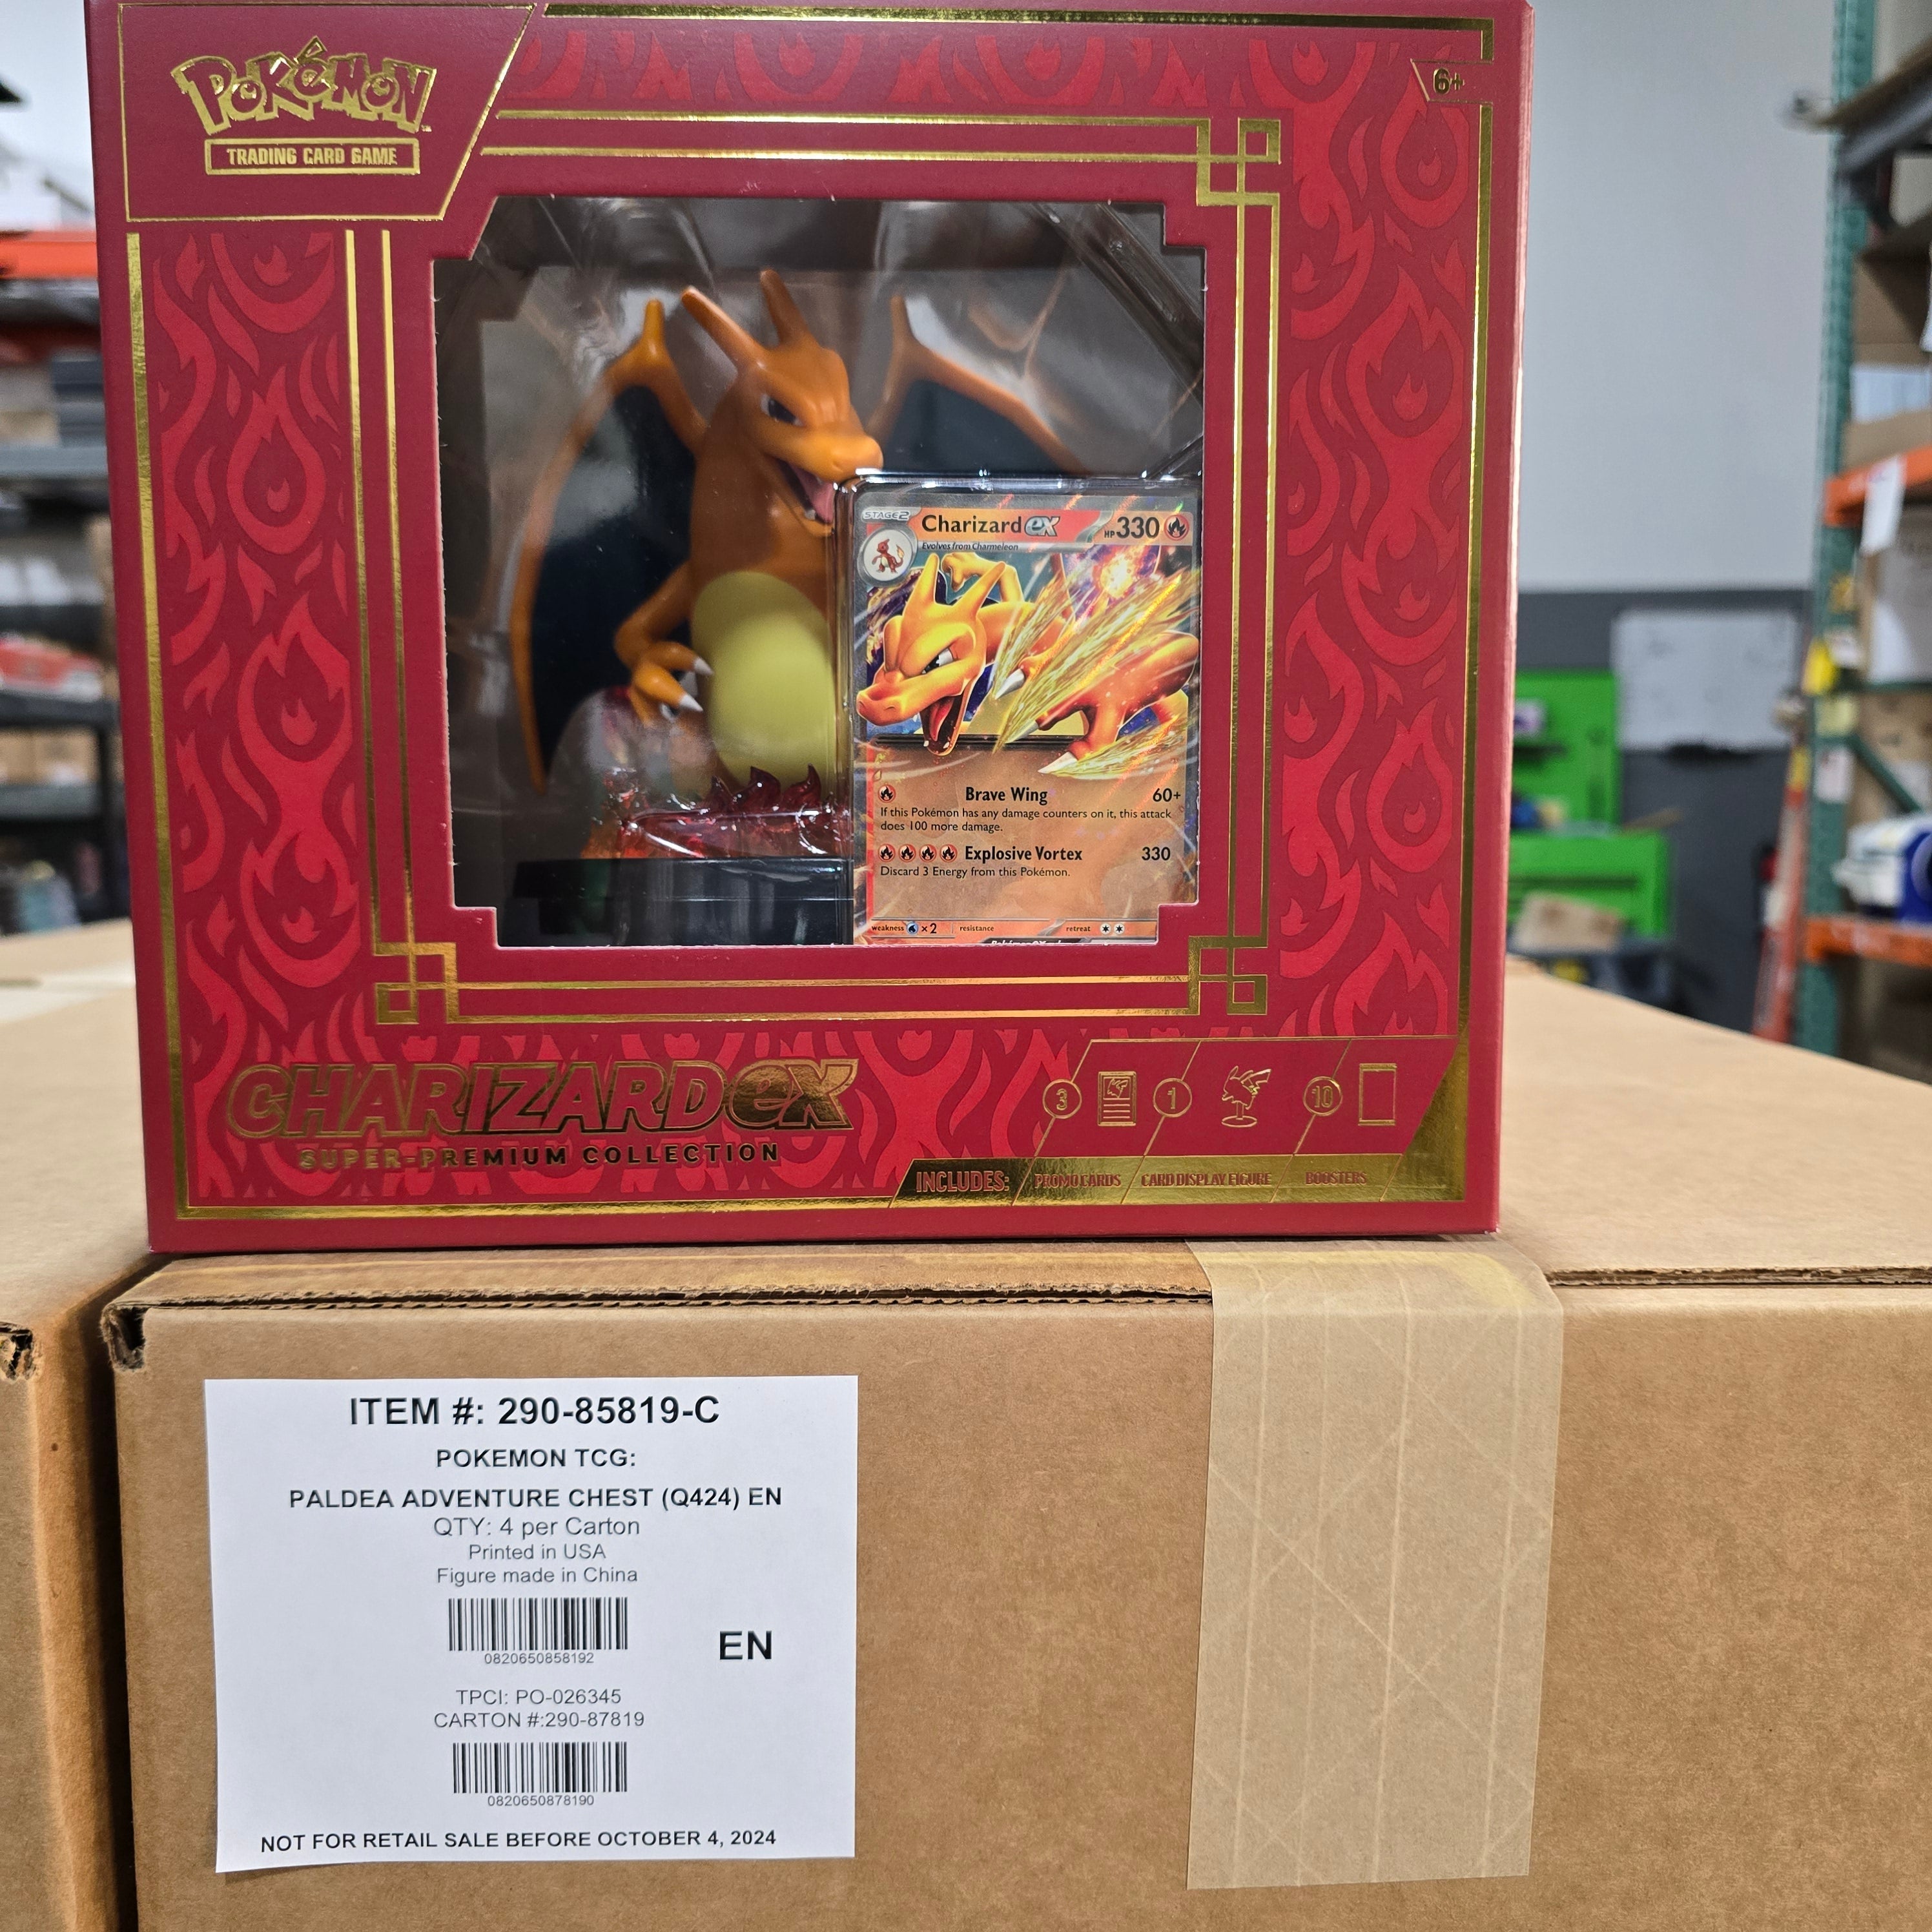 POKéMON
TRADING CARD GAME
6+
STAGE 2 Charizard ex HP 330
Evolves from Charmeleon
Brave Wing 60+
If this Pokémon has any damage counters on it, this attack
does 100 more damage.
Explosive Vortex 330
Discard 3 Energy from this Pokémon.
weakness ×2 resistance retreat
CHARIZARD ex
SUPER-PREMIUM COLLECTION
3 1 10
INCLUDES: PROMO CARDS CARD DISPLAY FIGURE BOOSTERS
ITEM #: 290-85819-C
POKEMON TCG:
PALDEA ADVENTURE CHEST (Q424) EN
QTY: 4 per Carton
Printed in USA
Figure made in China
0820650858192
EN
TPCI: PO-026345
CARTON #:290-87819
0820650878190
NOT FOR RETAIL SALE BEFORE OCTOBER 4, 2024